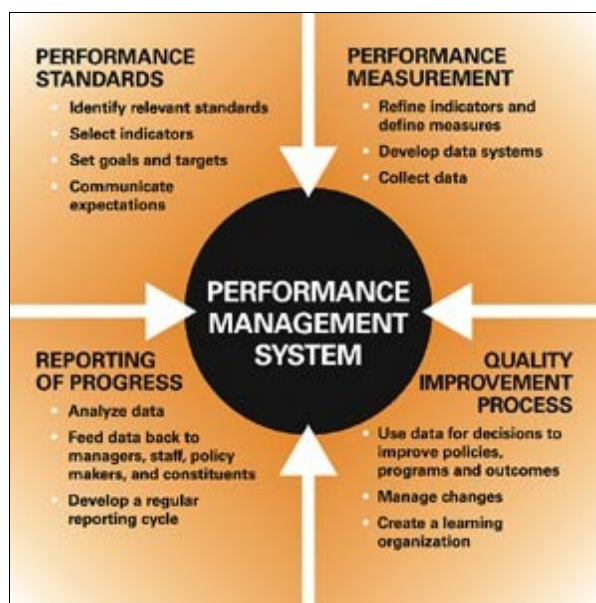 PERFORMANCE
STANDARDS
• Identify relevant standards
• Select indicators
• Set goals and targets
• Communicate
expectations
PERFORMANCE
MEASUREMENT
• Refine indicators and
define measures
• Develop data systems
• Collect data
PERFORMANCE
MANAGEMENT
SYSTEM
REPORTING
OF PROGRESS
• Analyze data
• Feed data back to
managers, staff, policy
makers, and constituents
• Develop a regular
reporting cycle
QUALITY
IMPROVEMENT
PROCESS
• Use data for decisions to
improve policies,
programs and outcomes
• Manage changes
• Create a learning
organization